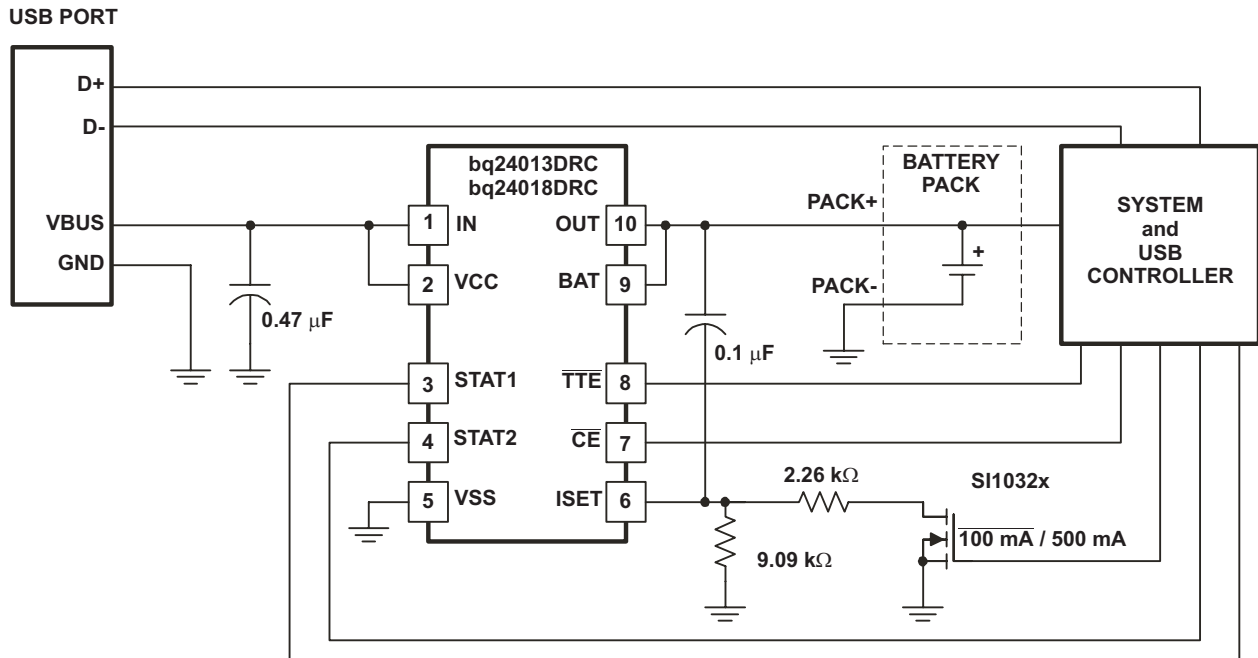 USB PORT
D+
D-
VBUS
GND
0.47 μF
bq24013DRC
bq24018DRC
1 IN
2 VCC
3 STAT1
4 STAT2
5 VSS
OUT 10
BAT 9
TTE 8
CE 7
ISET 6
0.1 μF
PACK+
PACK-
BATTERY
PACK
+
SYSTEM
and
USB
CONTROLLER
2.26 kΩ
9.09 kΩ
SI1032x
100 mA / 500 mA